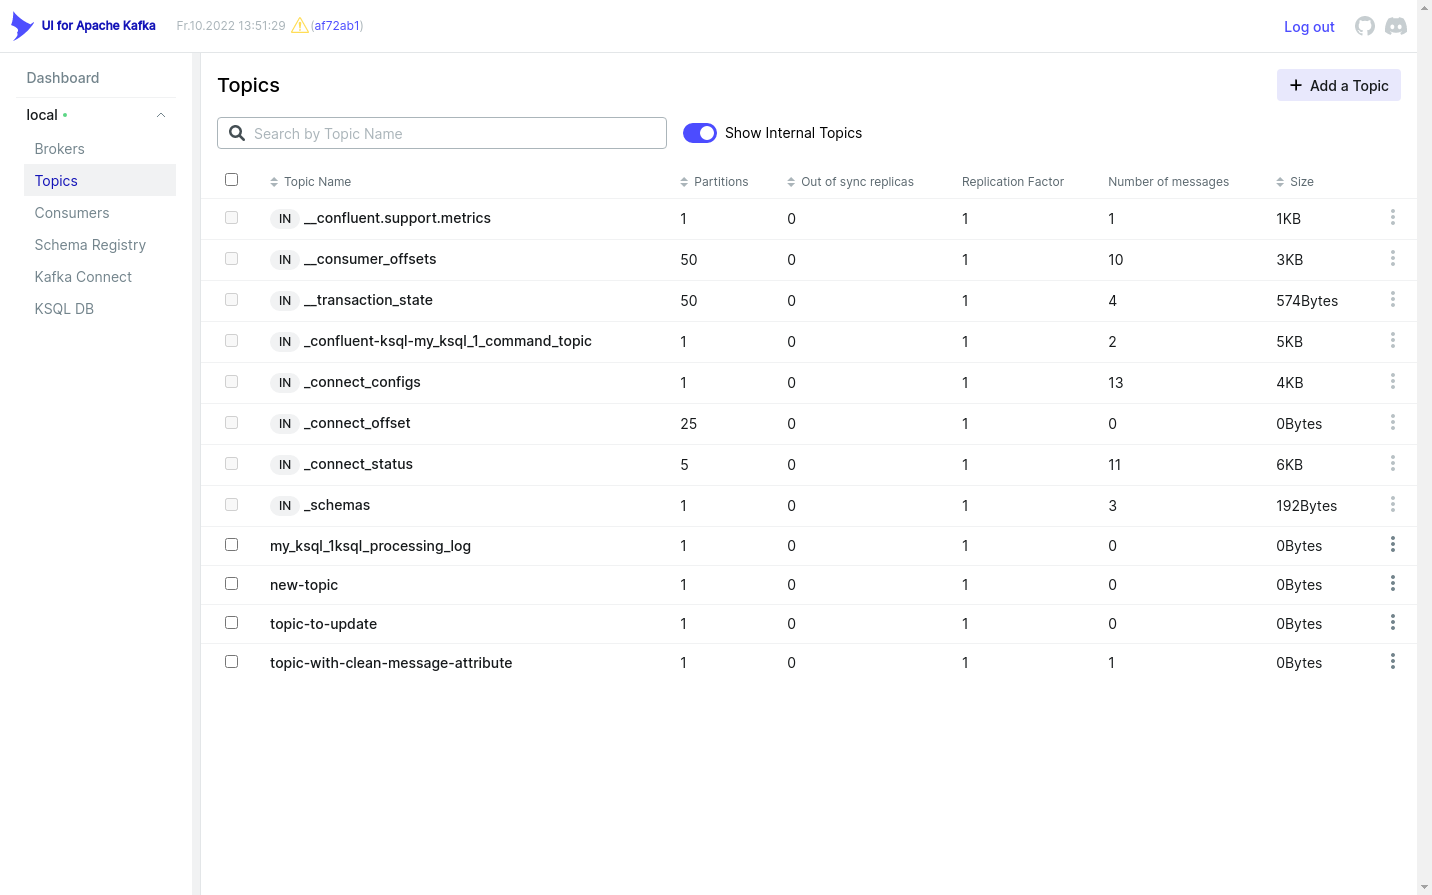 UI for Apache Kafka Fr.10.2022 13:51:29 (af72ab1) Log out
Dashboard
local
Brokers
Topics
Consumers
Schema Registry
Kafka Connect
KSQL DB
Topics + Add a Topic
Search by Topic Name Show Internal Topics
Topic Name Partitions Out of sync replicas Replication Factor Number of messages Size
IN __confluent.support.metrics 1 0 1 1 1KB
IN __consumer_offsets 50 0 1 10 3KB
IN __transaction_state 50 0 1 4 574Bytes
IN _confluent-ksql-my_ksql_1_command_topic 1 0 1 2 5KB
IN _connect_configs 1 0 1 13 4KB
IN _connect_offset 25 0 1 0 0Bytes
IN _connect_status 5 0 1 11 6KB
IN _schemas 1 0 1 3 192Bytes
my_ksql_1ksql_processing_log 1 0 1 0 0Bytes
new-topic 1 0 1 0 0Bytes
topic-to-update 1 0 1 0 0Bytes
topic-with-clean-message-attribute 1 0 1 1 0Bytes